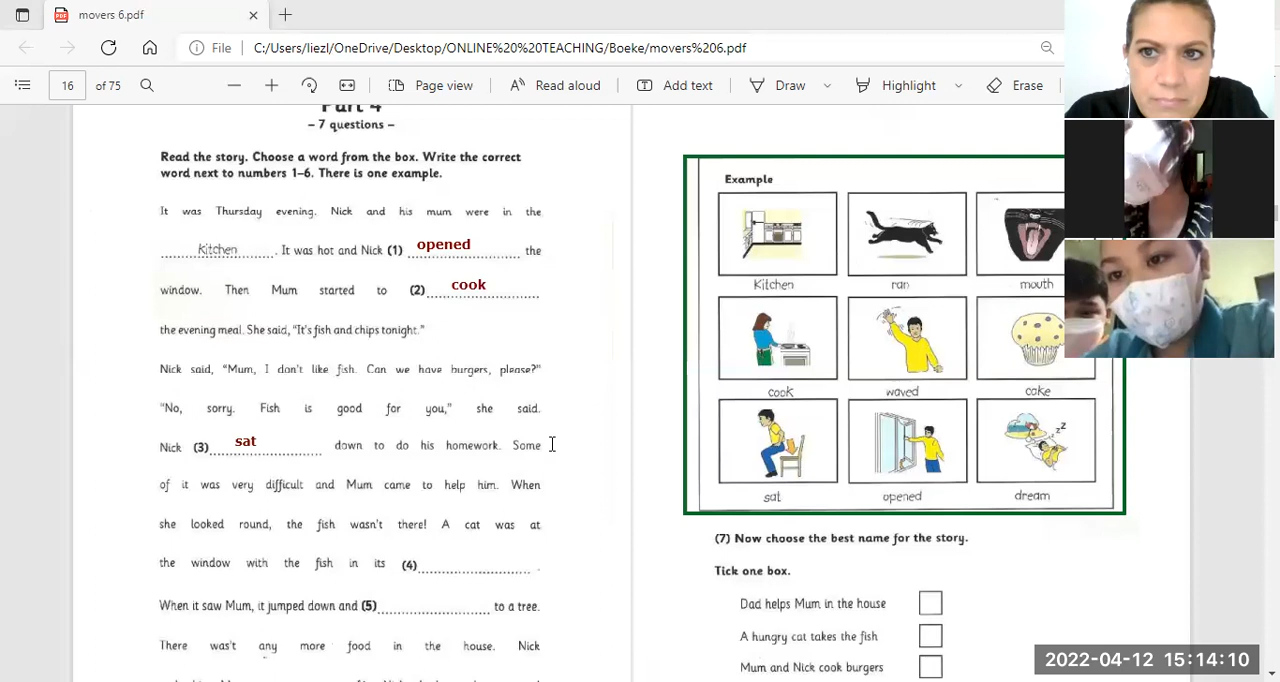 movers 6.pdf
File C:/Users/liezl/OneDrive/Desktop/ONLINE%20%20TEACHING/Boeke/movers%206.pdf
16 of 75 Page view Read aloud Add text Draw Highlight Erase
Part 4
– 7 questions –
Read the story. Choose a word from the box. Write the correct
word next to numbers 1–6. There is one example.
It was Thursday evening. Nick and his mum were in the
Kitchen. It was hot and Nick (1) opened the
window. Then Mum started to (2) cook
the evening meal. She said, "It's fish and chips tonight."
Nick said, "Mum, I don't like fish. Can we have burgers, please?"
"No, sorry. Fish is good for you," she said.
Nick (3) sat down to do his homework. Some
of it was very difficult and Mum came to help him. When
she looked round, the fish wasn't there! A cat was at
the window with the fish in its (4) .
When it saw Mum, it jumped down and (5) to a tree.
There was't any more food in the house. Nick
Example
Kitchen ran mouth
cook waved cake
sat opened dream
(7) Now choose the best name for the story.
Tick one box.
Dad helps Mum in the house
A hungry cat takes the fish
Mum and Nick cook burgers
2022-04-12 15:14:10